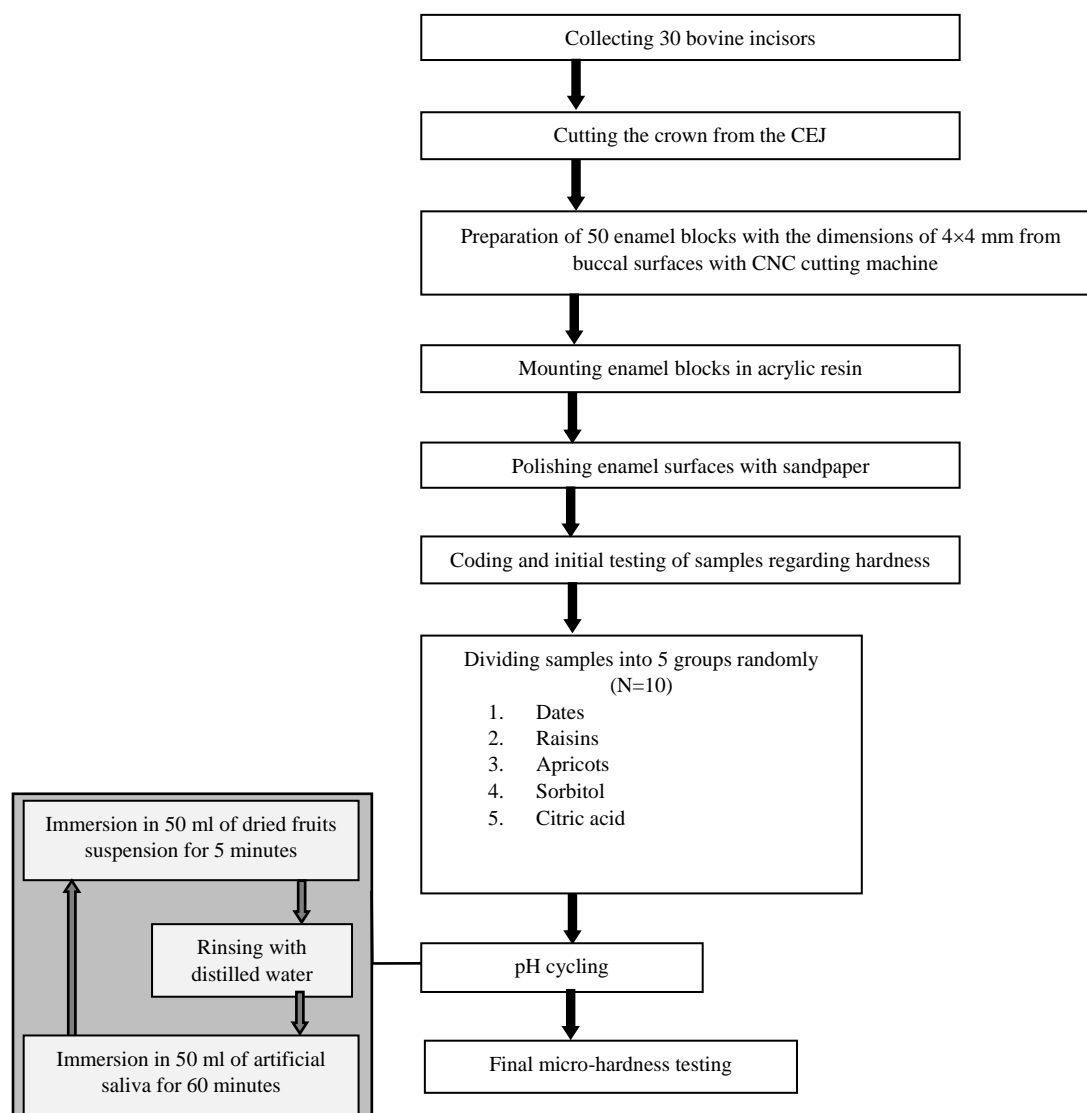 Collecting 30 bovine incisors
Cutting the crown from the CEJ
Preparation of 50 enamel blocks with the dimensions of 4×4 mm from
buccal surfaces with CNC cutting machine
Mounting enamel blocks in acrylic resin
Polishing enamel surfaces with sandpaper
Coding and initial testing of samples regarding hardness
Dividing samples into 5 groups randomly
(N=10)
1. Dates
2. Raisins
3. Apricots
4. Sorbitol
5. Citric acid
pH cycling
Immersion in 50 ml of dried fruits
suspension for 5 minutes
Rinsing with
distilled water
Immersion in 50 ml of artificial
saliva for 60 minutes
Final micro-hardness testing